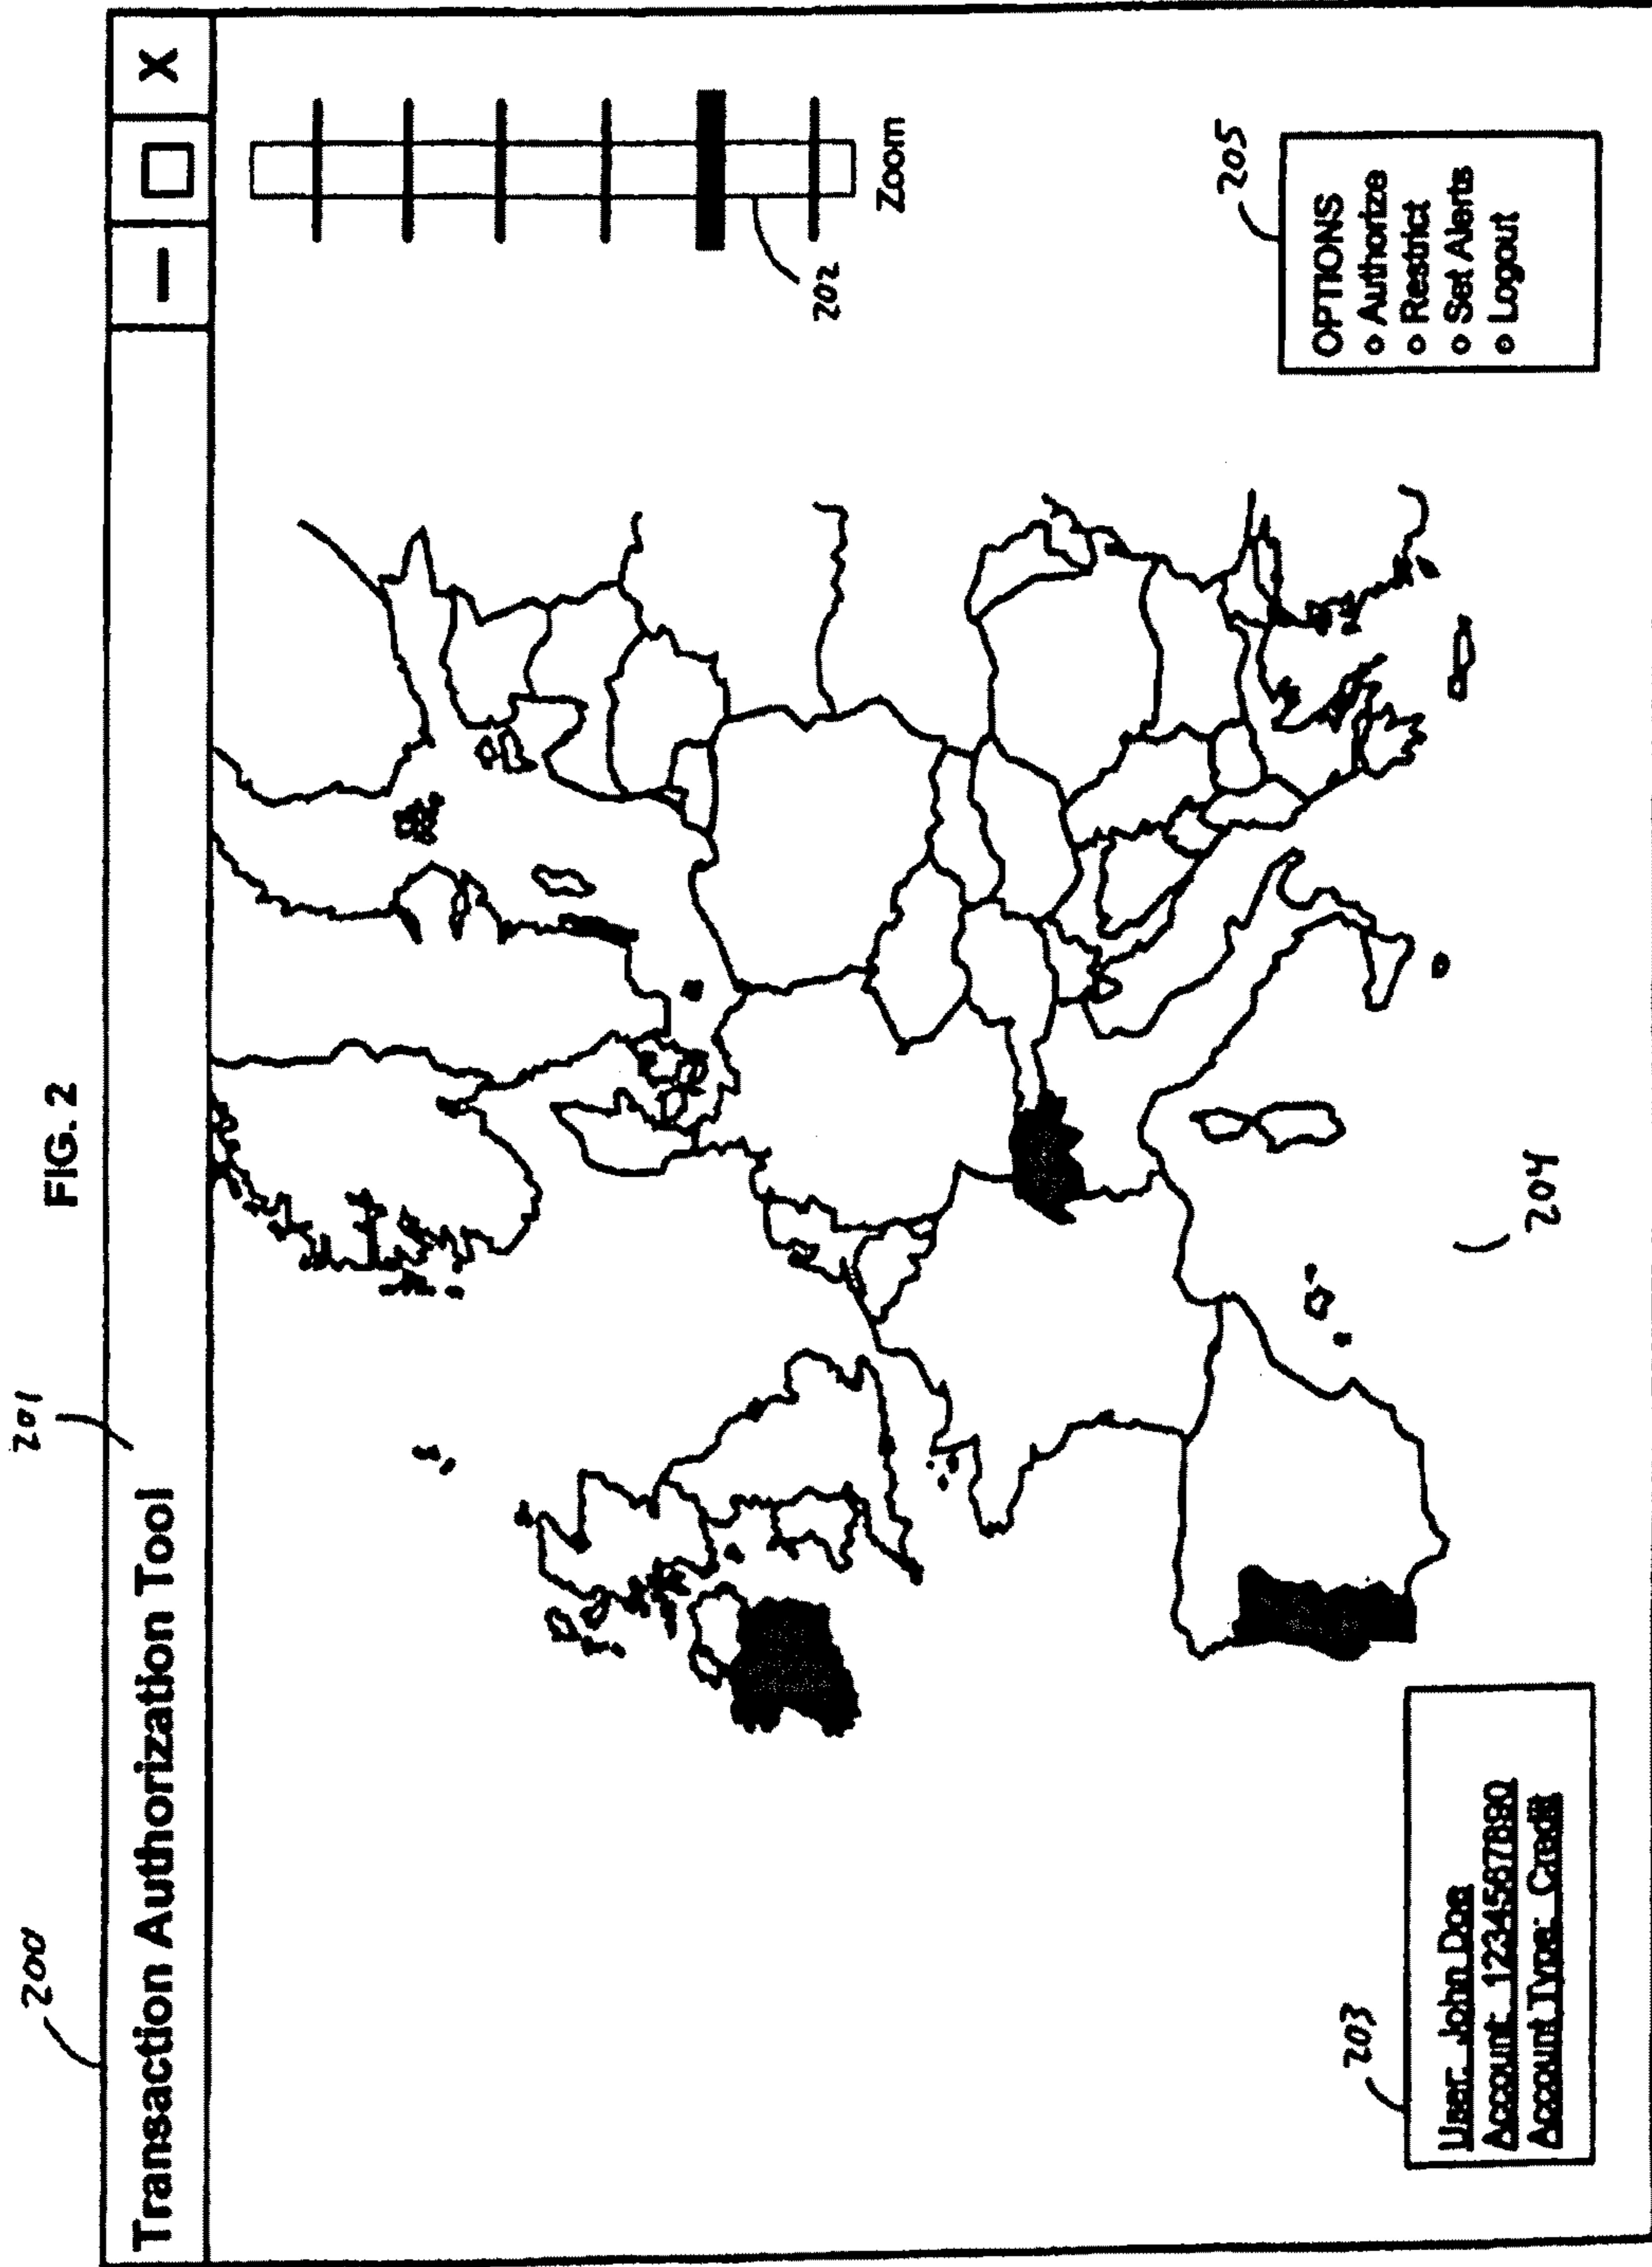 FIG. 2
200
201
Transaction Authorization Tool
X
202
Zoom
203
User: John Doe
Account: 1234567890
Account Type: Credit
204
205
OPTIONS
Authorize
Restrict
Set Alerts
Logout